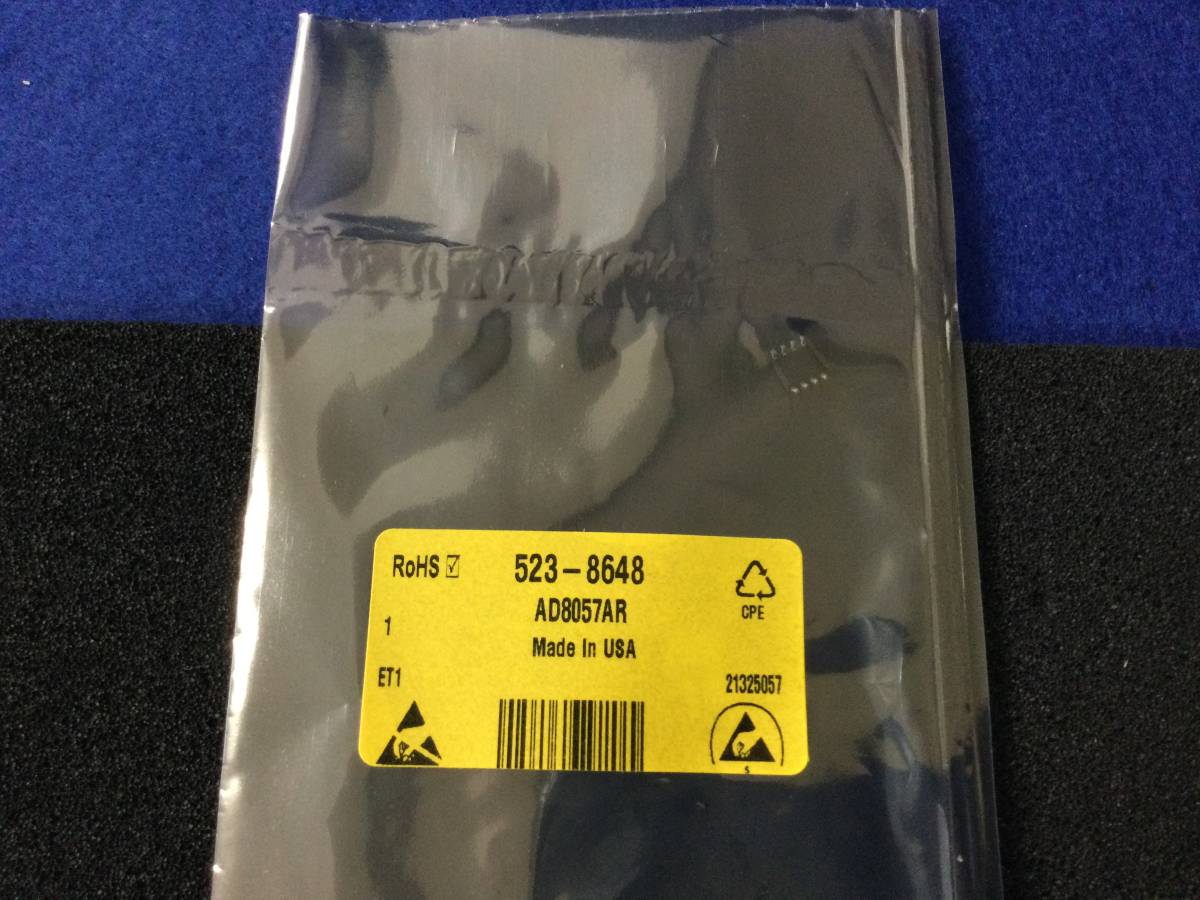 RoHS ☑ 523-8648
AD8057AR
CPE
1
Made In USA
ET1
21325057
S